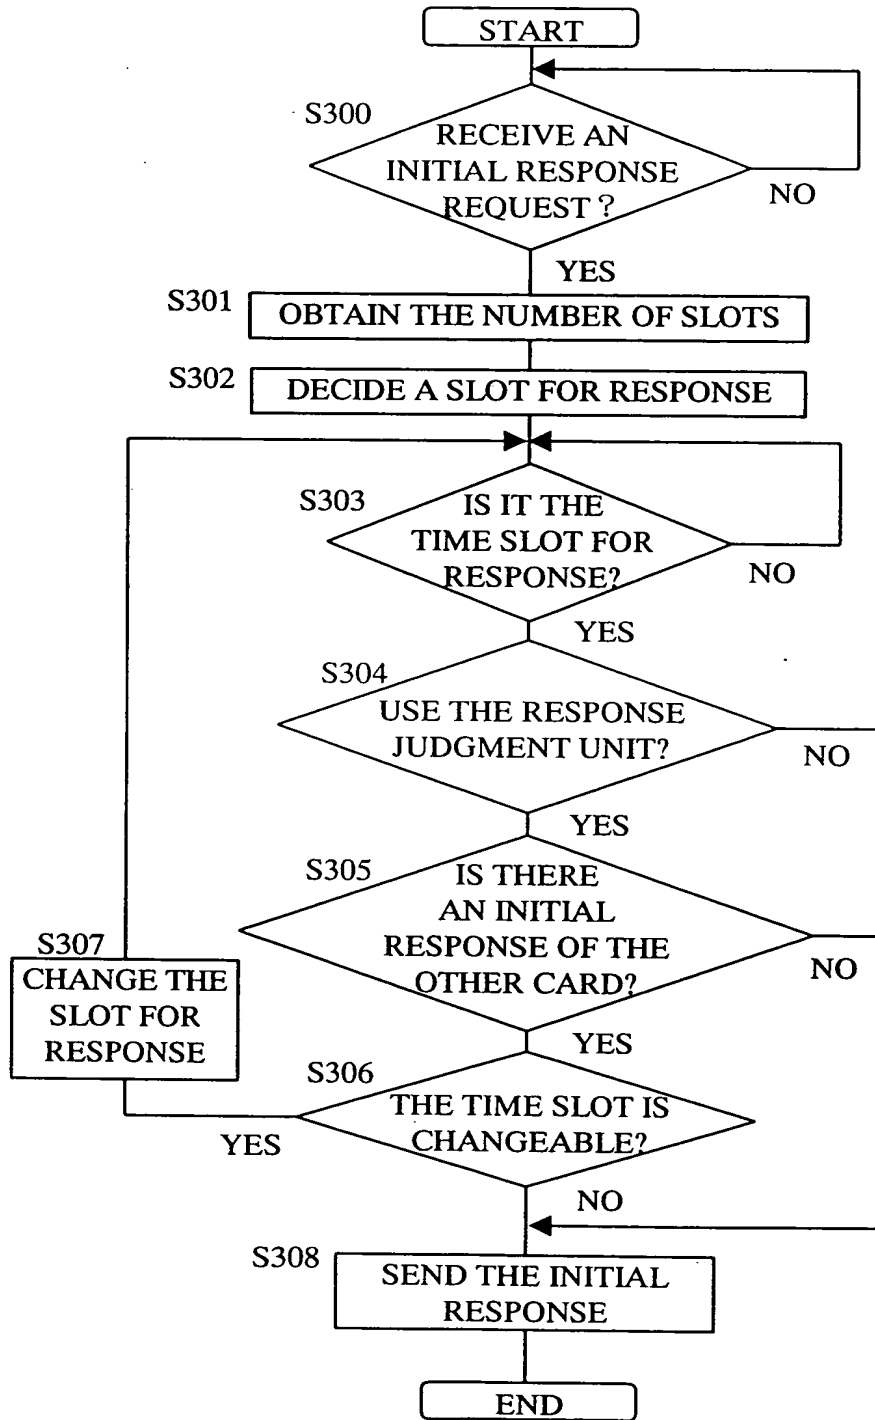 START
S300
RECEIVE AN
INITIAL RESPONSE
REQUEST?
NO
YES
S301
OBTAIN THE NUMBER OF SLOTS
S302
DECIDE A SLOT FOR RESPONSE
S303
IS IT THE
TIME SLOT FOR
RESPONSE?
NO
YES
S304
USE THE RESPONSE
JUDGMENT UNIT?
NO
YES
S305
IS THERE
AN INITIAL
RESPONSE OF THE
OTHER CARD?
NO
YES
S307
CHANGE THE
SLOT FOR
RESPONSE
S306
THE TIME SLOT IS
CHANGEABLE?
YES
NO
S308
SEND THE INITIAL
RESPONSE
END